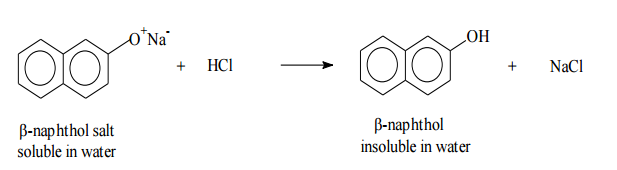 O⁺Na⁻
+ HCl
OH
+ NaCl
β-naphthol salt
soluble in water
β-naphthol
insoluble in water